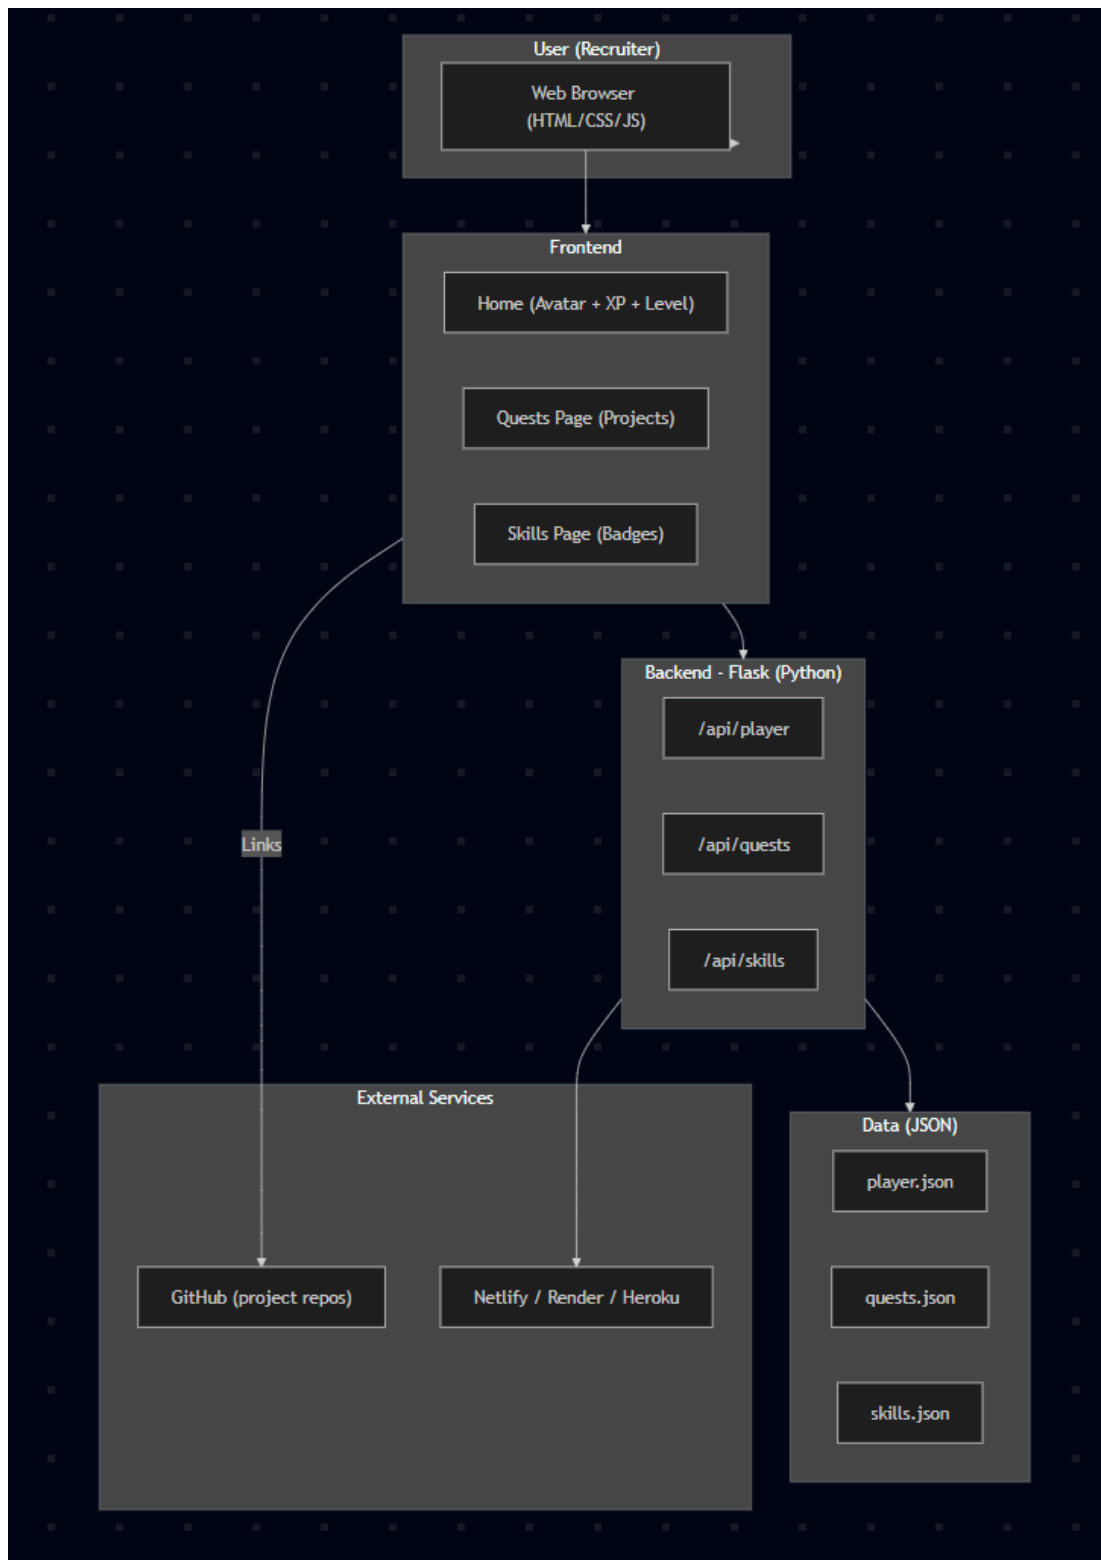 User (Recruiter)
Web Browser
(HTML/CSS/JS)
Frontend
Home (Avatar + XP + Level)
Quests Page (Projects)
Skills Page (Badges)
Backend - Flask (Python)
/api/player
/api/quests
/api/skills
Links
External Services
GitHub (project repos)
Netlify / Render / Heroku
Data (JSON)
player.json
quests.json
skills.json